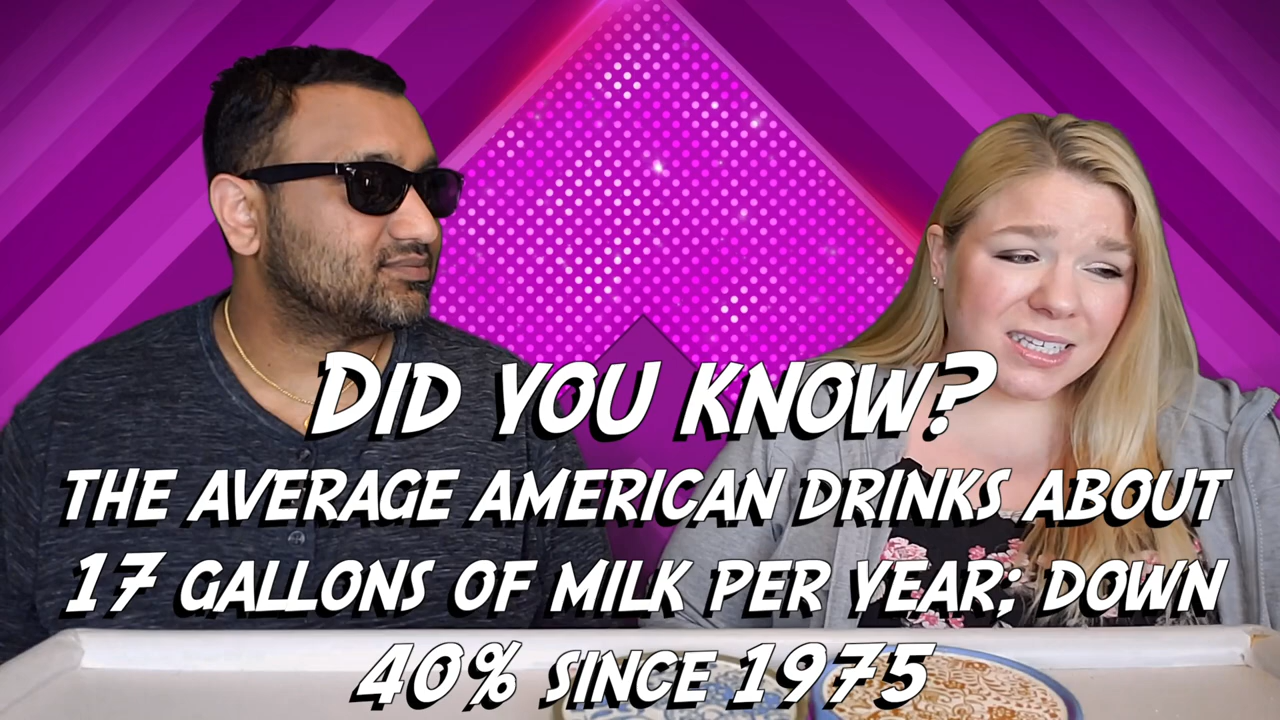 DID YOU KNOW?
THE AVERAGE AMERICAN DRINKS ABOUT
17 GALLONS OF MILK PER YEAR; DOWN
40% SINCE 1975